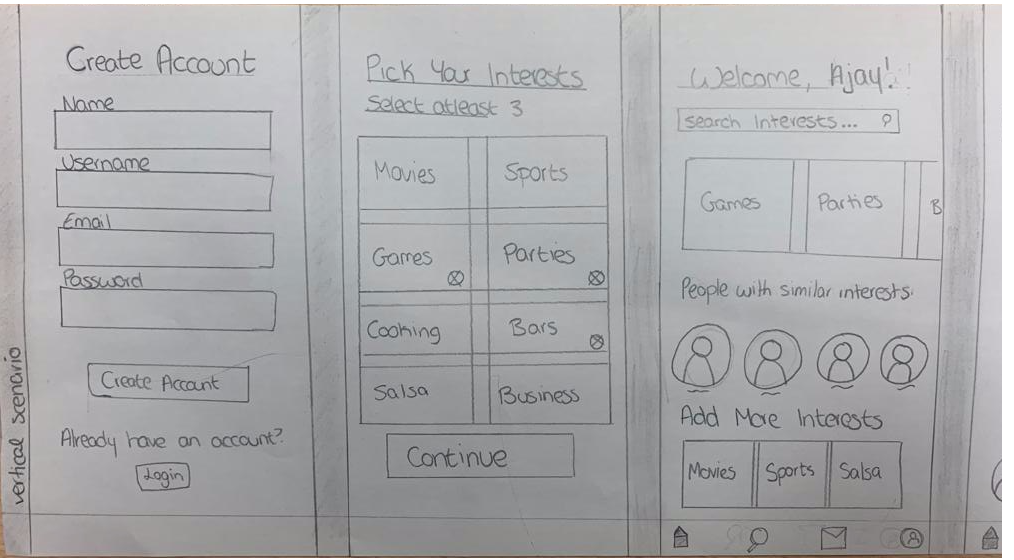 vertical scenario
Create Account
Name
Username
Email
Password
Create Account
Already have an account?
Login
Pick Your Interests
Select atleast 3
Movies
Sports
Games
Parties
Cooking
Bars
Salsa
Business
Continue
Welcome, Ajay!
search Interests...
Games
Parties
B
People with similar interests.
Add More Interests
Movies
Sports
Salsa